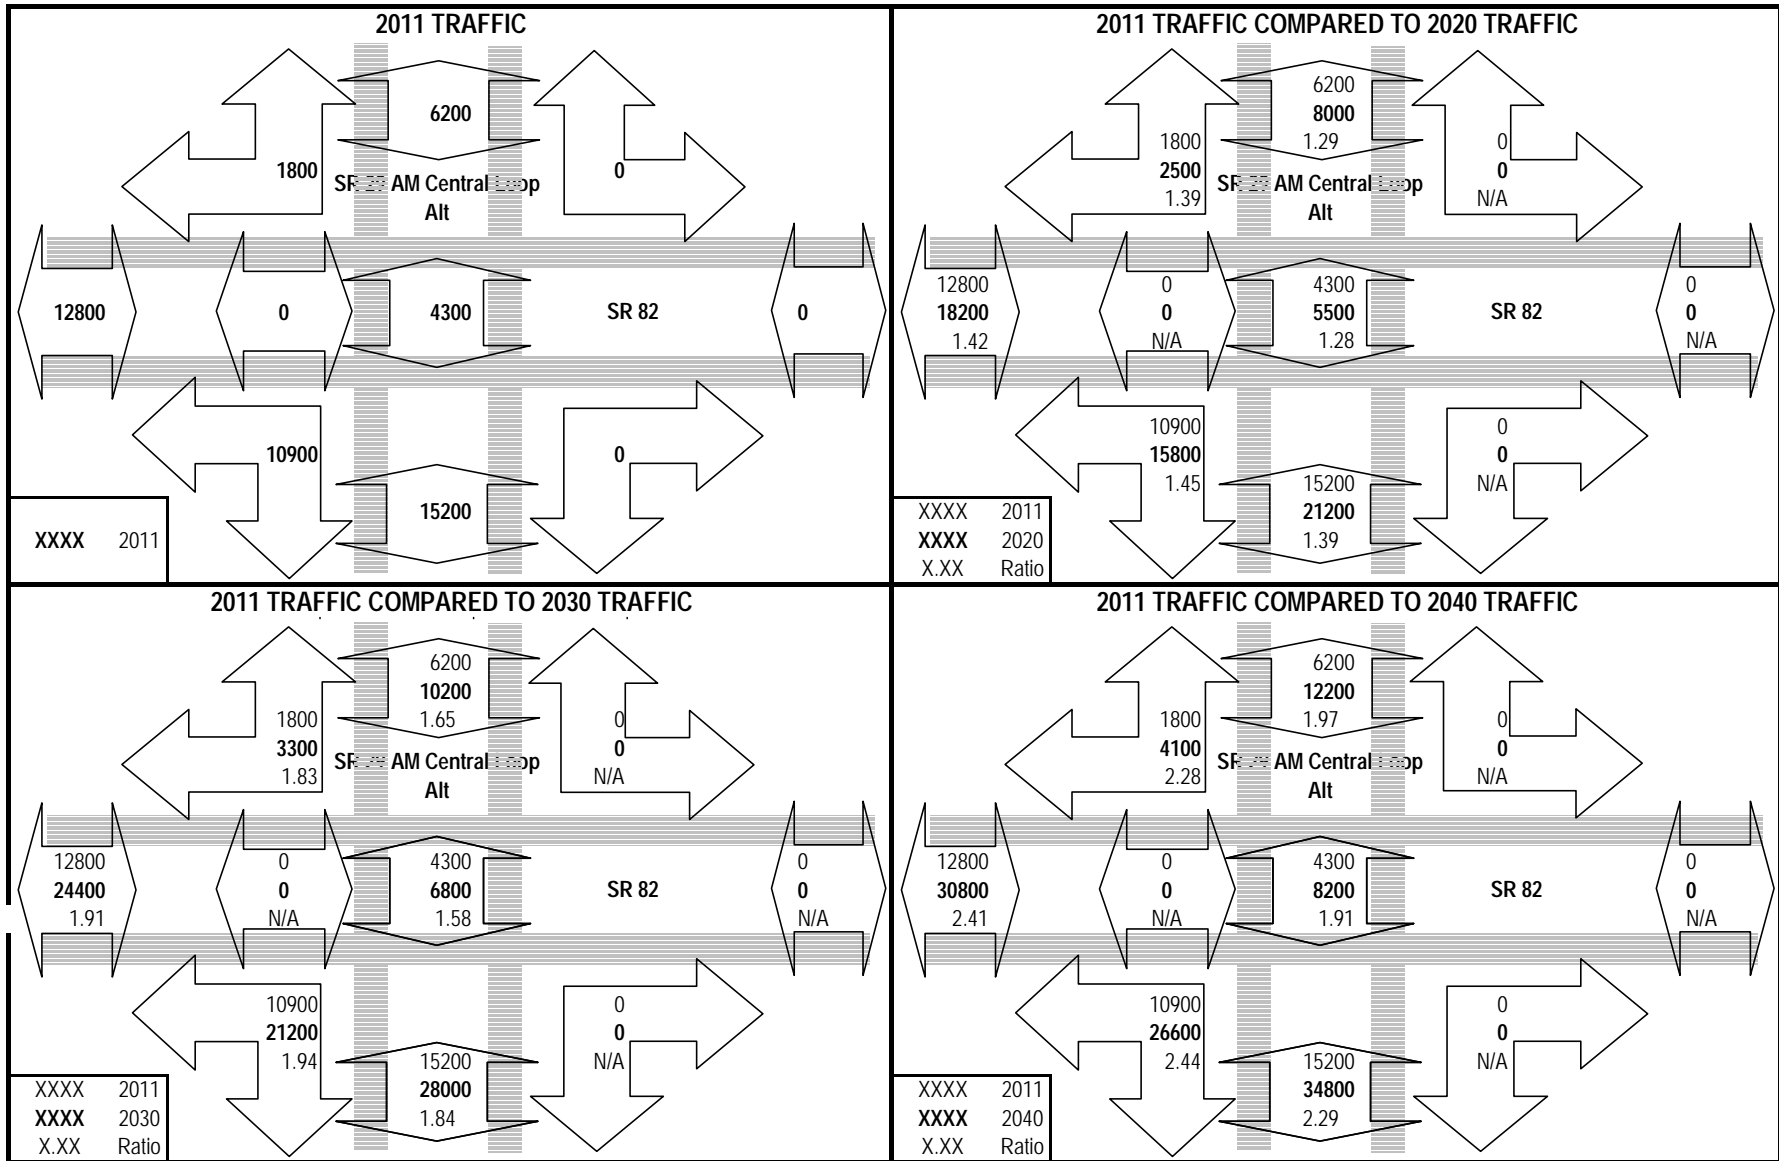 2011 TRAFFIC
6200
1800
0
SR AM Central
Alt
12800
0
4300
SR 82
0
10900
0
15200
XXXX 2011
2011 TRAFFIC COMPARED TO 2020 TRAFFIC
6200
8000
1.29
1800
2500
1.39
0
0
N/A
SR AM Central
Alt
12800
18200
1.42
0
0
N/A
4300
5500
1.28
SR 82
0
0
N/A
10900
15800
1.45
0
0
N/A
15200
21200
1.39
XXXX 2011
XXXX 2020
X.XX Ratio
2011 TRAFFIC COMPARED TO 2030 TRAFFIC
6200
10200
1.65
1800
3300
1.83
0
0
N/A
SR AM Central
Alt
12800
24400
1.91
0
0
N/A
4300
6800
1.58
SR 82
0
0
N/A
10900
21200
1.94
0
0
N/A
15200
28000
1.84
XXXX 2011
XXXX 2030
X.XX Ratio
2011 TRAFFIC COMPARED TO 2040 TRAFFIC
6200
12200
1.97
1800
4100
2.28
0
0
N/A
SR AM Central
Alt
12800
30800
2.41
0
0
N/A
4300
8200
1.91
SR 82
0
0
N/A
10900
26600
2.44
0
0
N/A
15200
34800
2.29
XXXX 2011
XXXX 2040
X.XX Ratio